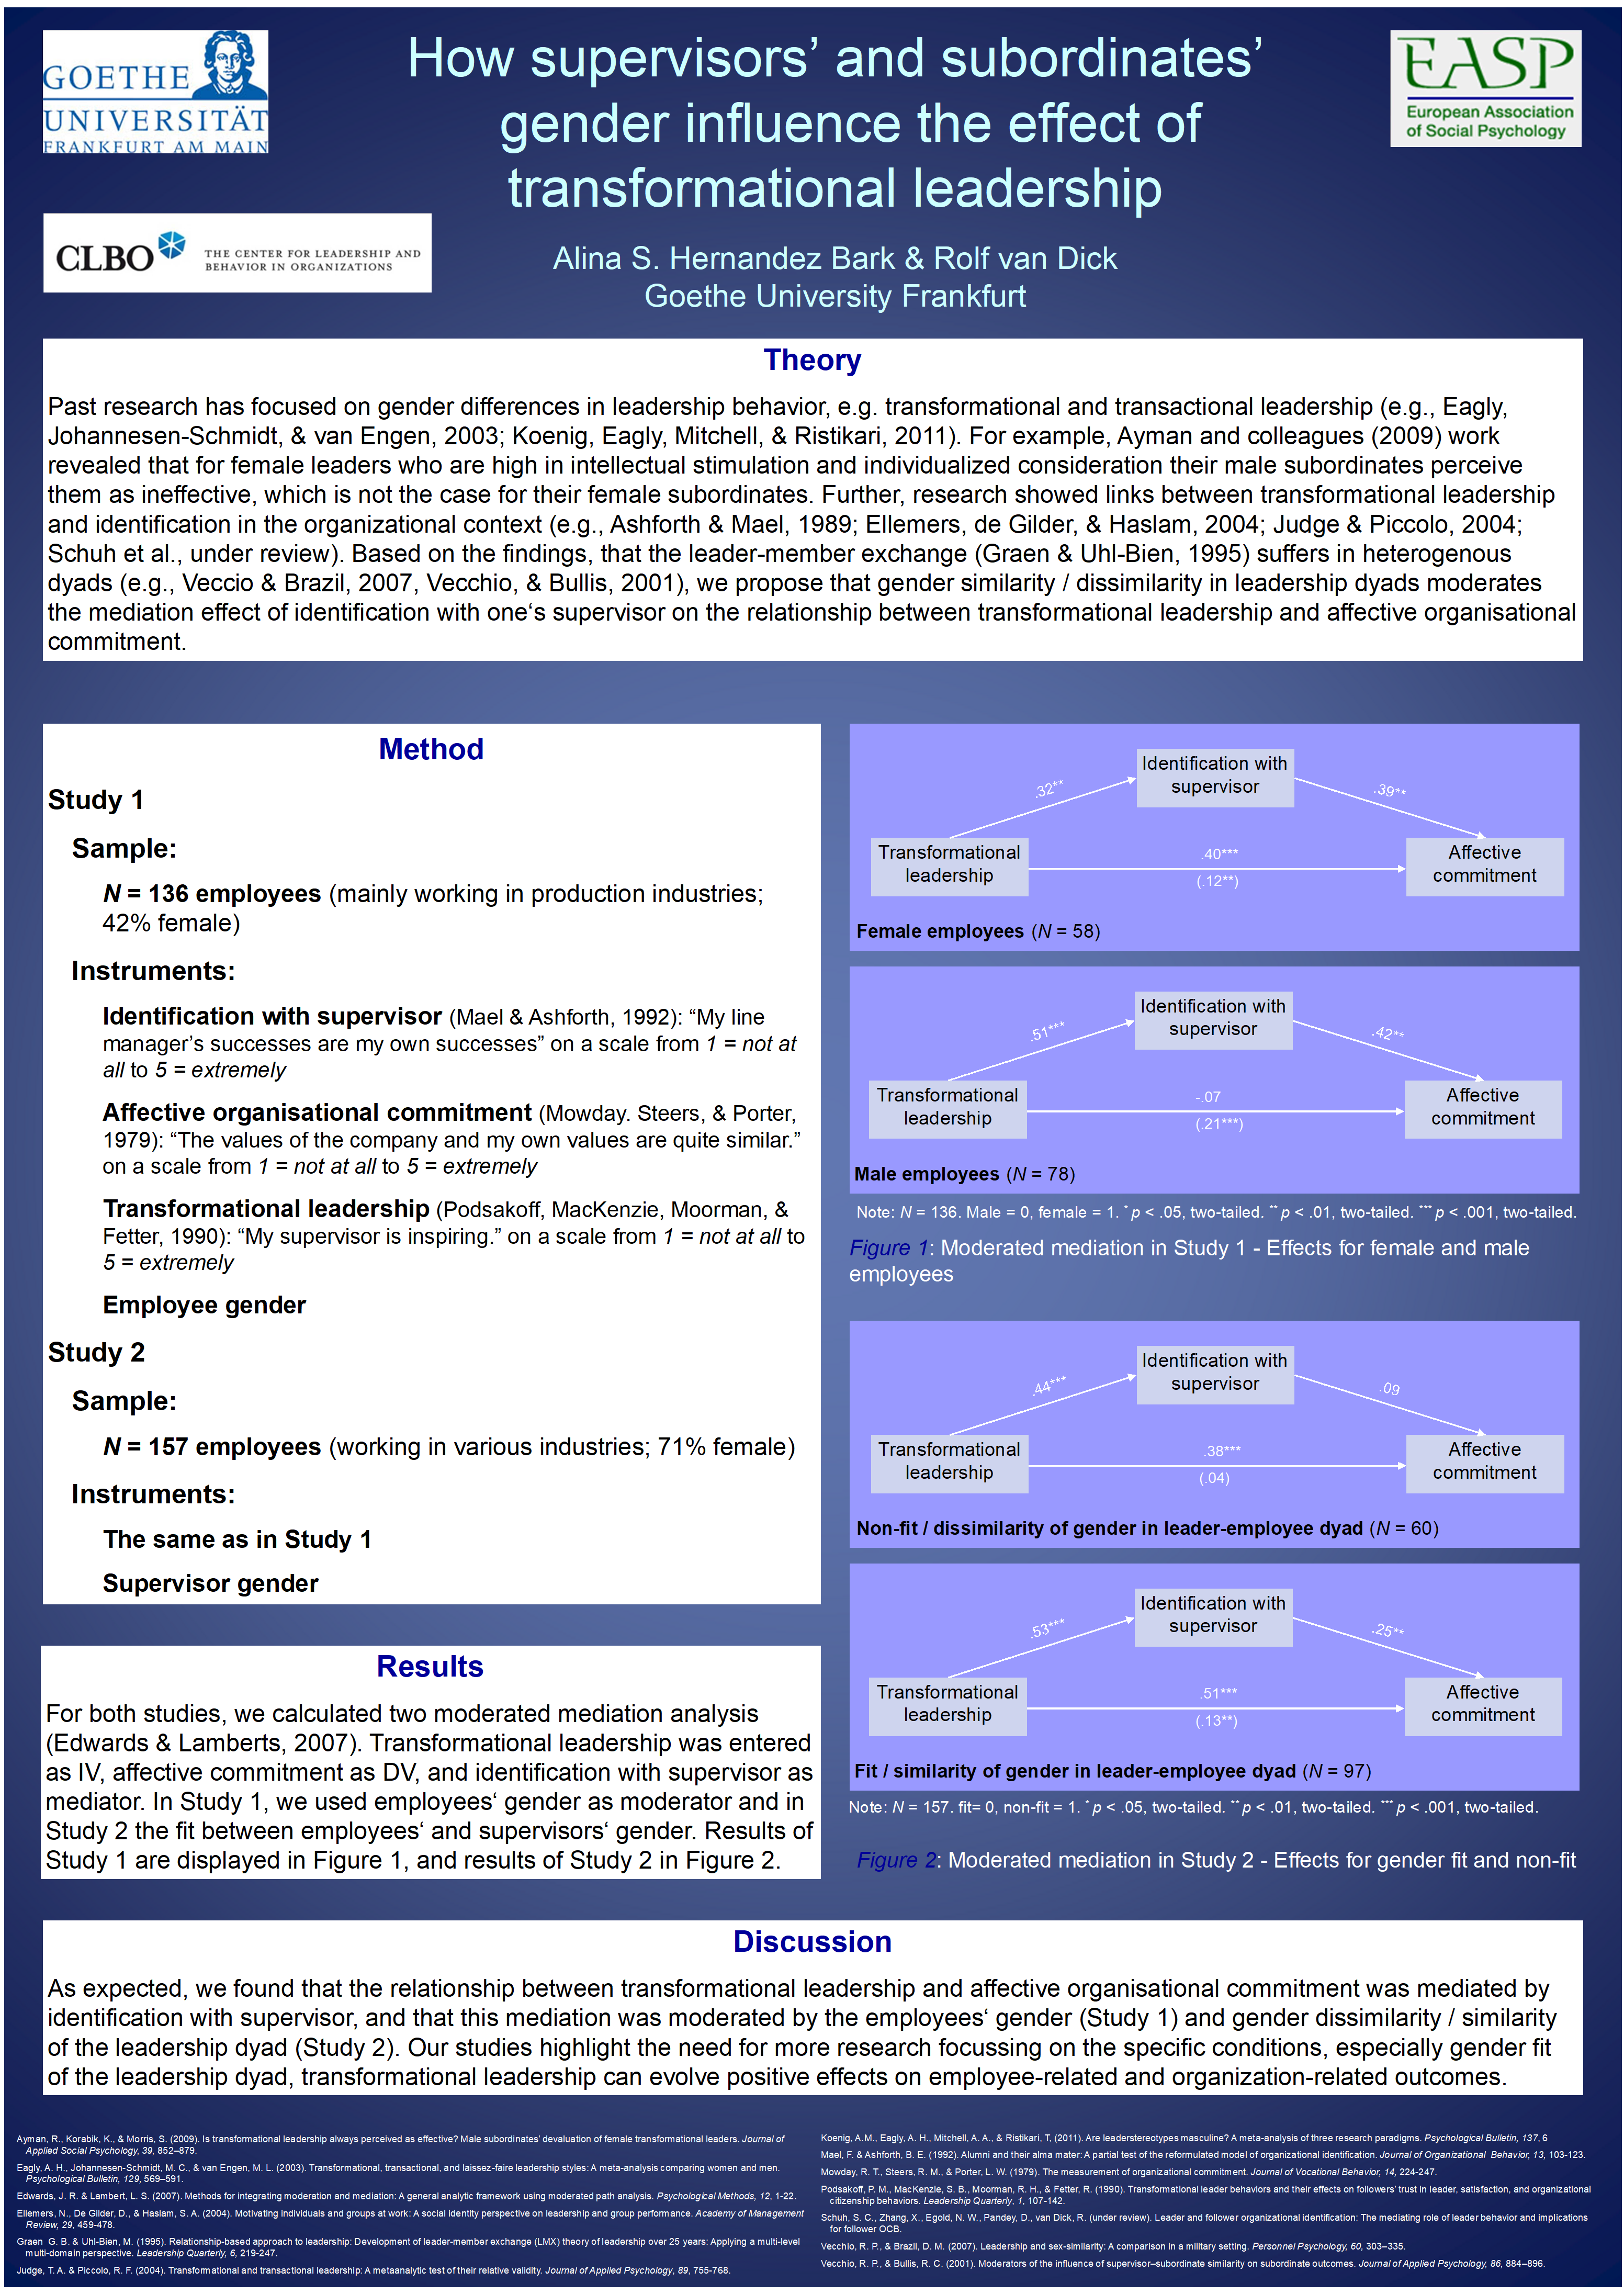 GOETHE
UNIVERSITÄT
FRANKFURT AM MAIN
How supervisors’ and subordinates’
gender influence the effect of
transformational leadership
EASP
European Association
of Social Psychology
CLBO
THE CENTER FOR LEADERSHIP AND
BEHAVIOR IN ORGANIZATIONS
Alina S. Hernandez Bark & Rolf van Dick
Goethe University Frankfurt
Theory
Past research has focused on gender differences in leadership behavior, e.g. transformational and transactional leadership (e.g., Eagly,
Johannesen-Schmidt, & van Engen, 2003; Koenig, Eagly, Mitchell, & Ristikari, 2011). For example, Ayman and colleagues (2009) work
revealed that for female leaders who are high in intellectual stimulation and individualized consideration their male subordinates perceive
them as ineffective, which is not the case for their female subordinates. Further, research showed links between transformational leadership
and identification in the organizational context (e.g., Ashforth & Mael, 1989; Ellemers, de Gilder, & Haslam, 2004; Judge & Piccolo, 2004;
Schuh et al., under review). Based on the findings, that the leader-member exchange (Graen & Uhl-Bien, 1995) suffers in heterogenous
dyads (e.g., Veccio & Brazil, 2007, Vecchio, & Bullis, 2001), we propose that gender similarity / dissimilarity in leadership dyads moderates
the mediation effect of identification with one‘s supervisor on the relationship between transformational leadership and affective organisational
commitment.
Method
Study 1
Sample:
N = 136 employees (mainly working in production industries;
42% female)
Instruments:
Identification with supervisor (Mael & Ashforth, 1992): “My line
manager’s successes are my own successes” on a scale from 1 = not at
all to 5 = extremely
Affective organisational commitment (Mowday. Steers, & Porter,
1979): “The values of the company and my own values are quite similar.”
on a scale from 1 = not at all to 5 = extremely
Transformational leadership (Podsakoff, MacKenzie, Moorman, &
Fetter, 1990): “My supervisor is inspiring.” on a scale from 1 = not at all to
5 = extremely
Employee gender
Study 2
Sample:
N = 157 employees (working in various industries; 71% female)
Instruments:
The same as in Study 1
Supervisor gender
Results
For both studies, we calculated two moderated mediation analysis
(Edwards & Lamberts, 2007). Transformational leadership was entered
as IV, affective commitment as DV, and identification with supervisor as
mediator. In Study 1, we used employees‘ gender as moderator and in
Study 2 the fit between employees‘ and supervisors‘ gender. Results of
Study 1 are displayed in Figure 1, and results of Study 2 in Figure 2.
Identification with
supervisor
.32**
.39**
Transformational
leadership
.40***
(.12**)
Affective
commitment
Female employees (N = 58)
Identification with
supervisor
.51***
.42**
Transformational
leadership
-.07
(.21***)
Affective
commitment
Male employees (N = 78)
Note: N = 136. Male = 0, female = 1. * p < .05, two-tailed. ** p < .01, two-tailed. *** p < .001, two-tailed.
Figure 1: Moderated mediation in Study 1 - Effects for female and male
employees
Identification with
supervisor
.44***
.09
Transformational
leadership
.38***
(.04)
Affective
commitment
Non-fit / dissimilarity of gender in leader-employee dyad (N = 60)
Identification with
supervisor
.53***
.25**
Transformational
leadership
.51***
(.13**)
Affective
commitment
Fit / similarity of gender in leader-employee dyad (N = 97)
Note: N = 157. fit= 0, non-fit = 1. * p < .05, two-tailed. ** p < .01, two-tailed. *** p < .001, two-tailed.
Figure 2: Moderated mediation in Study 2 - Effects for gender fit and non-fit
Discussion
As expected, we found that the relationship between transformational leadership and affective organisational commitment was mediated by
identification with supervisor, and that this mediation was moderated by the employees‘ gender (Study 1) and gender dissimilarity / similarity
of the leadership dyad (Study 2). Our studies highlight the need for more research focussing on the specific conditions, especially gender fit
of the leadership dyad, transformational leadership can evolve positive effects on employee-related and organization-related outcomes.
Ayman, R., Korabik, K., & Morris, S. (2009). Is transformational leadership always perceived as effective? Male subordinates’ devaluation of female transformational leaders. Journal of
Applied Social Psychology, 39, 852–879.
Eagly, A. H., Johannesen-Schmidt, M. C., & van Engen, M. L. (2003). Transformational, transactional, and laissez-faire leadership styles: A meta-analysis comparing women and men.
Psychological Bulletin, 129, 569–591.
Edwards, J. R. & Lambert, L. S. (2007). Methods for integrating moderation and mediation: A general analytic framework using moderated path analysis. Psychological Methods, 12, 1-22.
Ellemers, N., De Gilder, D., & Haslam, S. A. (2004). Motivating individuals and groups at work: A social identity perspective on leadership and group performance. Academy of Management
Review, 29, 459-478.
Graen G. B. & Uhl-Bien, M. (1995). Relationship-based approach to leadership: Development of leader-member exchange (LMX) theory of leadership over 25 years: Applying a multi-level
multi-domain perspective. Leadership Quarterly, 6, 219-247.
Judge, T. A. & Piccolo, R. F. (2004). Transformational and transactional leadership: A metaanalytic test of their relative validity. Journal of Applied Psychology, 89, 755-768.
Koenig, A.M., Eagly, A. H., Mitchell, A. A., & Ristikari, T, (2011). Are leaderstereotypes masculine? A meta-analysis of three research paradigms. Psychological Bulletin, 137, 6
Mael, F. & Ashforth, B. E. (1992). Alumni and their alma mater: A partial test of the reformulated model of organizational identification. Journal of Organizational Behavior, 13, 103-123.
Mowday, R. T., Steers, R. M., & Porter, L. W. (1979). The measurement of organizational commitment. Journal of Vocational Behavior, 14, 224-247.
Podsakoff, P. M., MacKenzie, S. B., Moorman, R. H., & Fetter, R. (1990). Transformational leader behaviors and their effects on followers’ trust in leader, satisfaction, and organizational
citizenship behaviors. Leadership Quarterly, 1, 107-142.
Schuh, S. C., Zhang, X., Egold, N. W., Pandey, D., van Dick, R. (under review). Leader and follower organizational identification: The mediating role of leader behavior and implications
for follower OCB.
Vecchio, R. P., & Brazil, D. M. (2007). Leadership and sex-similarity: A comparison in a military setting. Personnel Psychology, 60, 303–335.
Vecchio, R. P., & Bullis, R. C. (2001). Moderators of the influence of supervisor–subordinate similarity on subordinate outcomes. Journal of Applied Psychology, 86, 884–896.